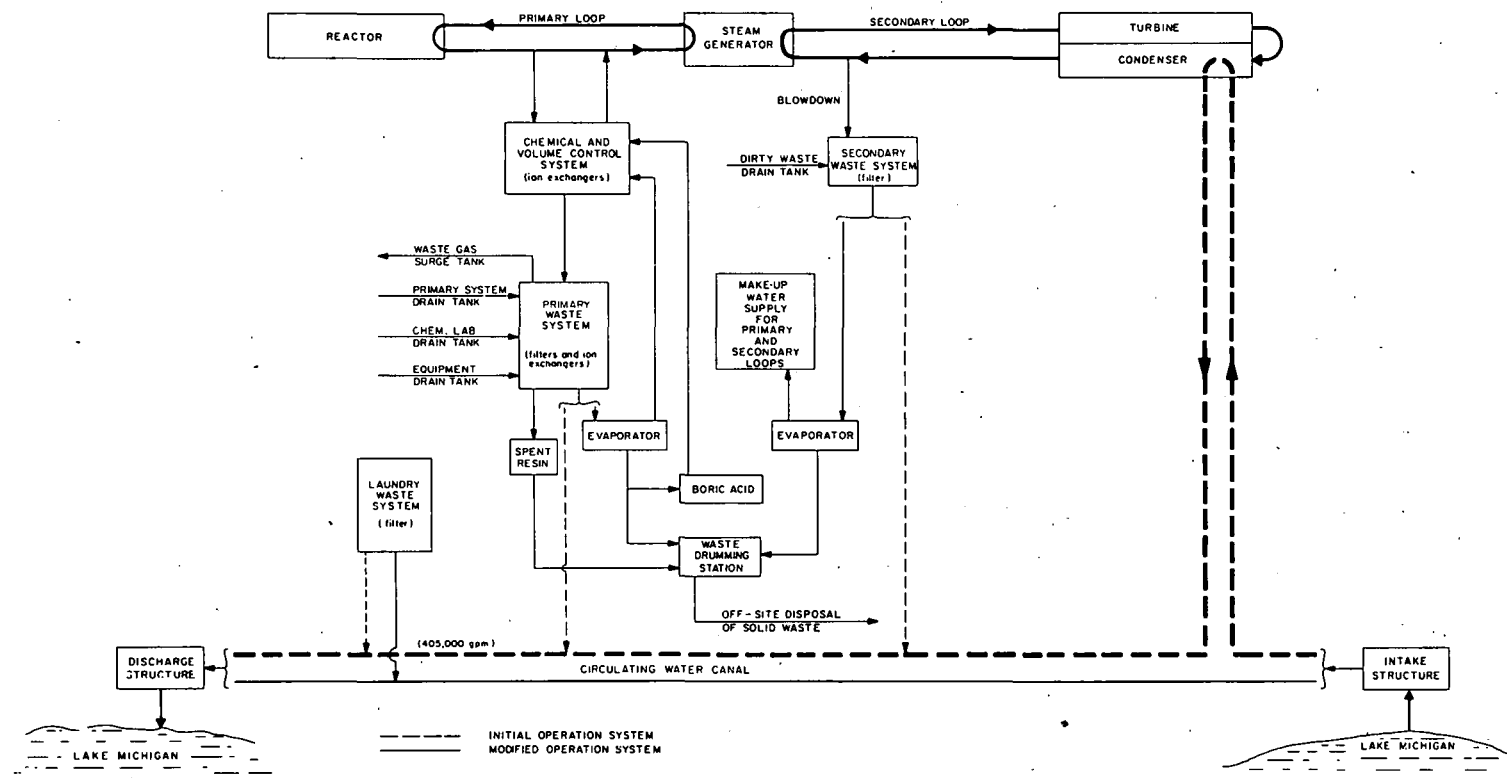 REACTOR
PRIMARY LOOP
STEAM
GENERATOR
SECONDARY LOOP
TURBINE
CONDENSER
BLOWDOWN
CHEMICAL AND
VOLUME CONTROL
SYSTEM
(ion exchangers)
DIRTY WASTE
DRAIN TANK
SECONDARY
WASTE SYSTEM
(filter)
WASTE GAS
SURGE TANK
PRIMARY SYSTEM
DRAIN TANK
CHEM. LAB
DRAIN TANK
EQUIPMENT
DRAIN TANK
PRIMARY
WASTE
SYSTEM
(filters and ion
exchangers)
MAKE-UP
WATER
SUPPLY
FOR
PRIMARY
AND
SECONDARY
LOOPS
EVAPORATOR
EVAPORATOR
SPENT
RESIN
BORIC ACID
LAUNDRY
WASTE
SYSTEM
(filter)
WASTE
DRUMMING
STATION
OFF-SITE DISPOSAL
OF SOLID WASTE
(405,000 gpm)
DISCHARGE
STRUCTURE
CIRCULATING WATER CANAL
INTAKE
STRUCTURE
LAKE MICHIGAN
INITIAL OPERATION SYSTEM
MODIFIED OPERATION SYSTEM
LAKE MICHIGAN